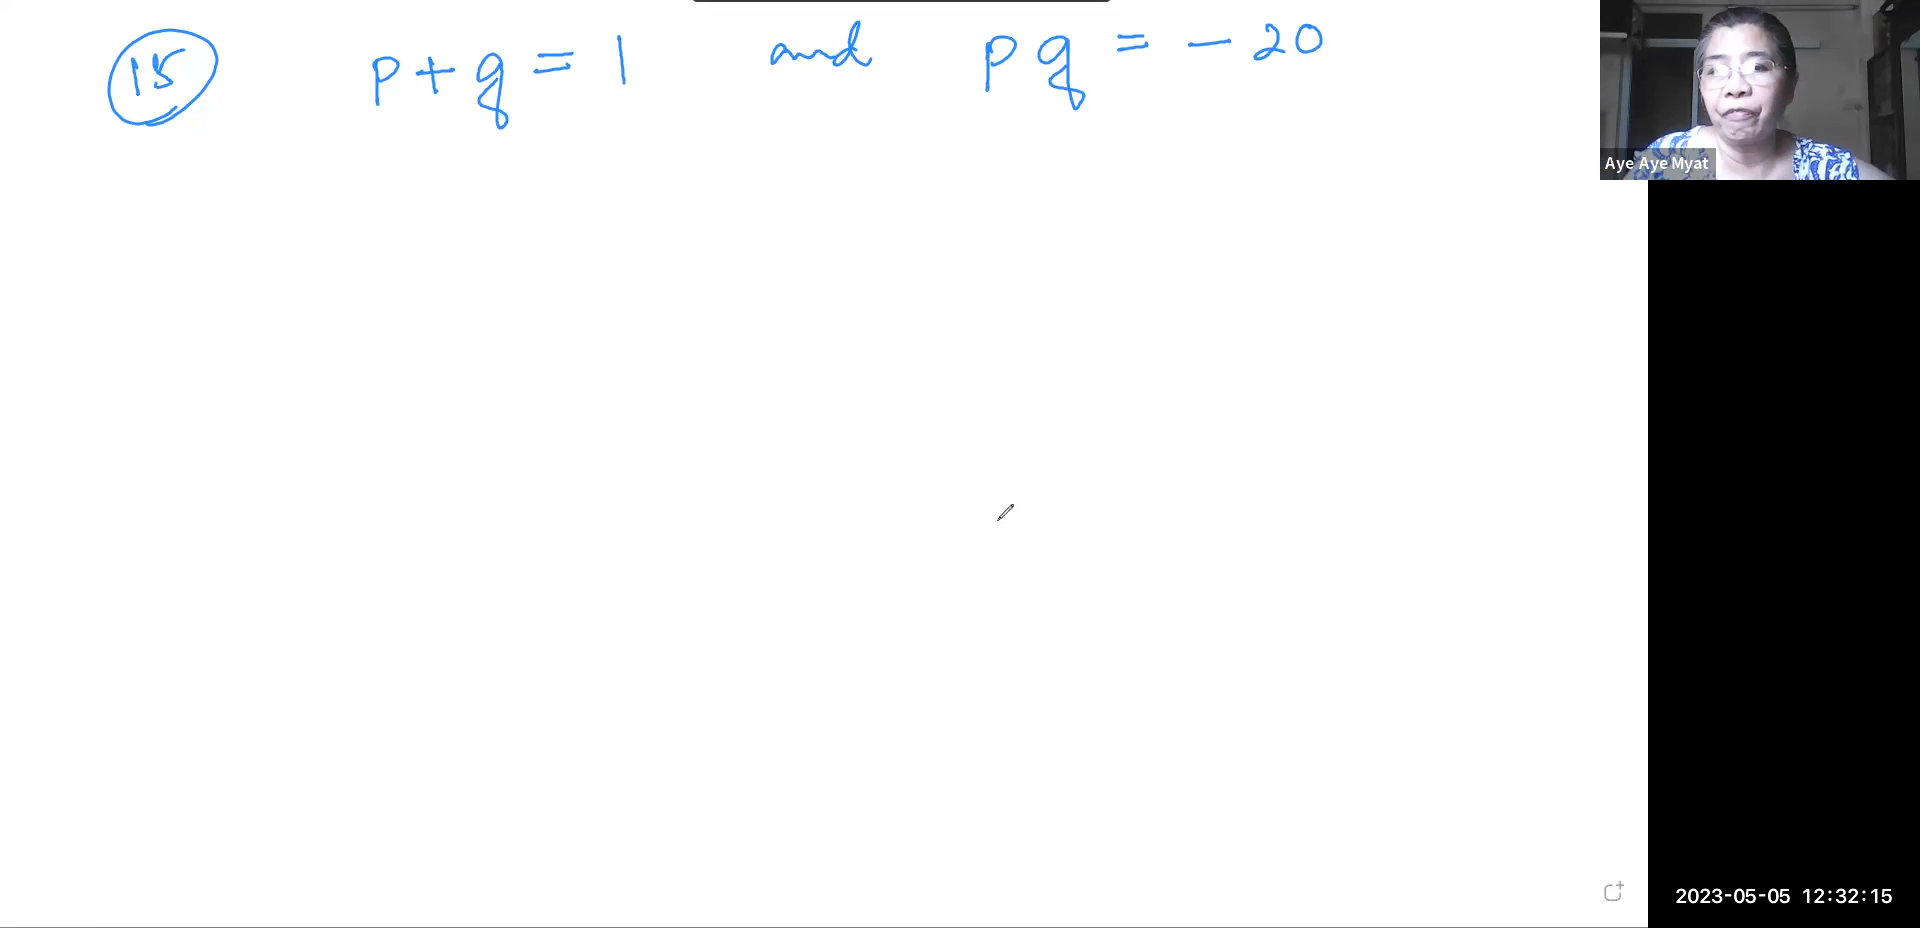 15 p + q = 1 and pq = - 20
Aye Aye Myat
2023-05-05 12:32:15